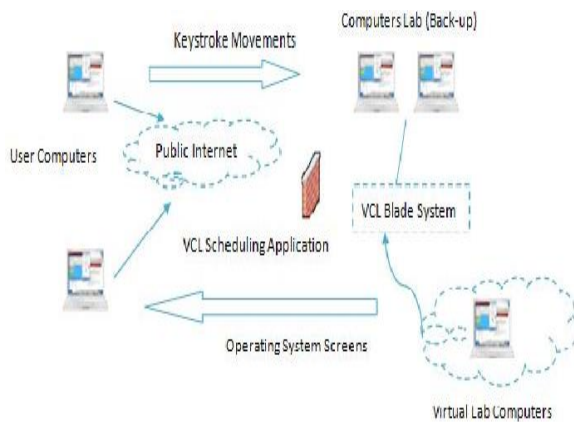 Computers Lab (Back-up)
Keystroke Movements
User Computers
Public Internet
VCL Blade System
VCL Scheduling Application
Operating System Screens
Virtual Lab Computers